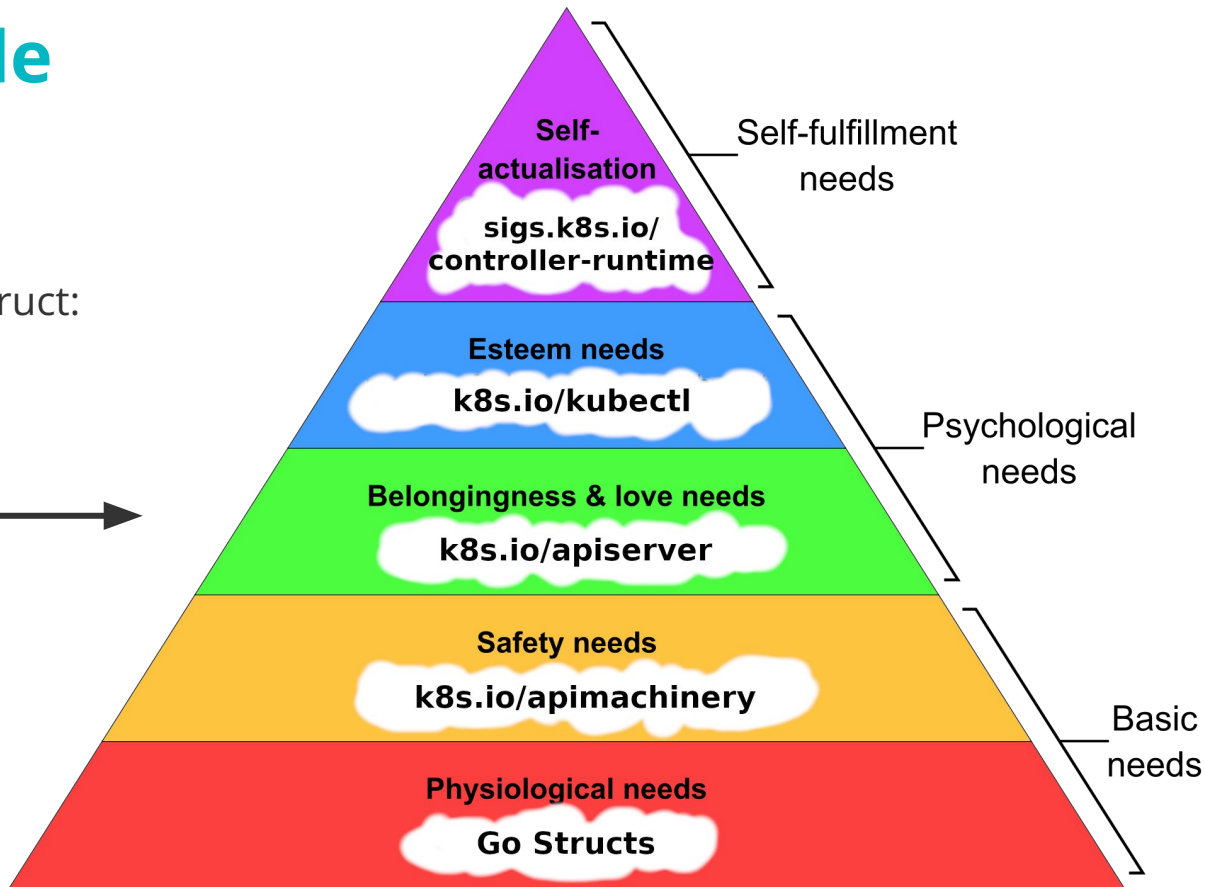 le
ruct:
Self-
actualisation
sigs.k8s.io/
controller-runtime
Self-fulfillment
needs
Esteem needs
k8s.io/kubectl
Psychological
needs
Belongingness & love needs
k8s.io/apiserver
Safety needs
k8s.io/apimachinery
Basic
needs
Physiological needs
Go Structs